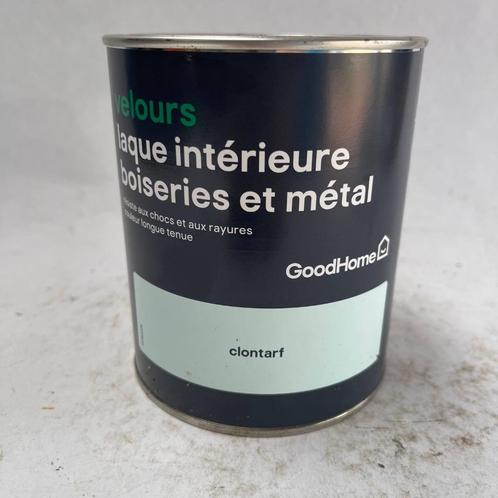 velours
laque intérieure
boiseries et métal
résiste aux chocs et aux rayures
couleur longue tenue
GoodHome
clontarf